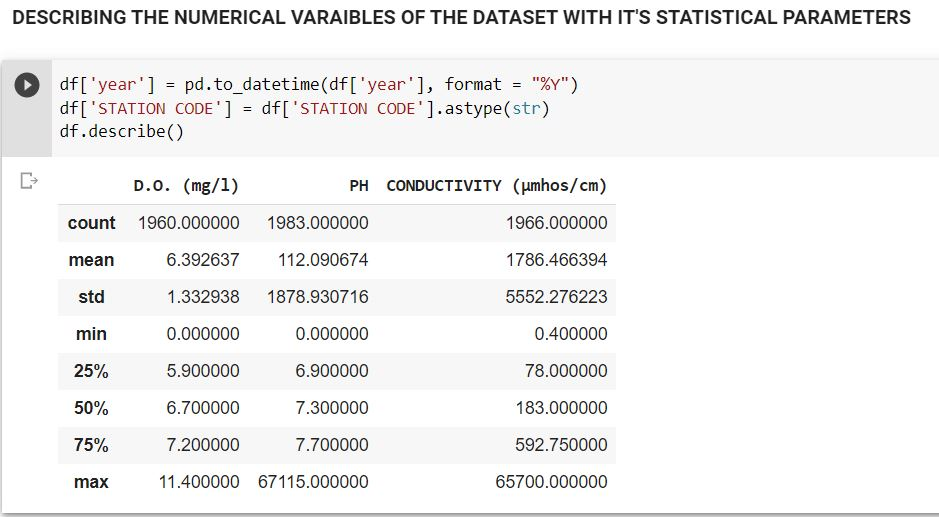 DESCRIBING THE NUMERICAL VARAIBLES OF THE DATASET WITH IT'S STATISTICAL PARAMETERS
df['year'] = pd.to_datetime(df['year'], format = "%Y")
df['STATION CODE'] = df['STATION CODE'].astype(str)
df.describe()
D.O. (mg/l) PH CONDUCTIVITY (µmhos/cm)
count 1960.000000 1983.000000 1966.000000
mean 6.392637 112.090674 1786.466394
std 1.332938 1878.930716 5552.276223
min 0.000000 0.000000 0.400000
25% 5.900000 6.900000 78.000000
50% 6.700000 7.300000 183.000000
75% 7.200000 7.700000 592.750000
max 11.400000 67115.000000 65700.000000